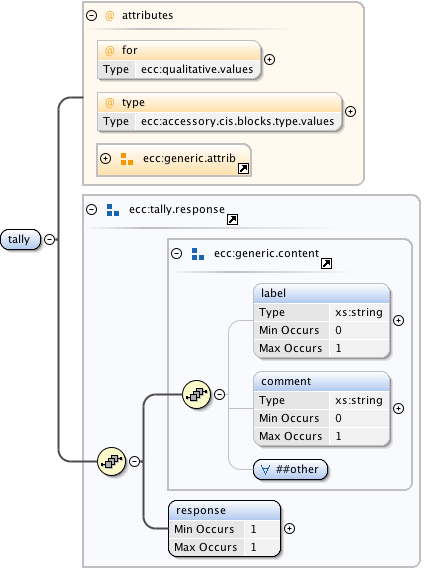 @ attributes
@ for
Type ecc:qualitative.values
@ type
Type ecc:accessory.cis.blocks.type.values
ecc:generic.attrib
tally
ecc:tally.response
ecc:generic.content
label
Type xs:string
Min Occurs 0
Max Occurs 1
comment
Type xs:string
Min Occurs 0
Max Occurs 1
∀ ##other
response
Min Occurs 1
Max Occurs 1